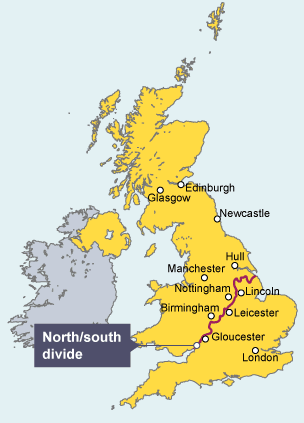 Edinburgh
Glasgow
Newcastle
Hull
Manchester
Nottingham
Lincoln
Birmingham
Leicester
North/south
divide
Gloucester
London